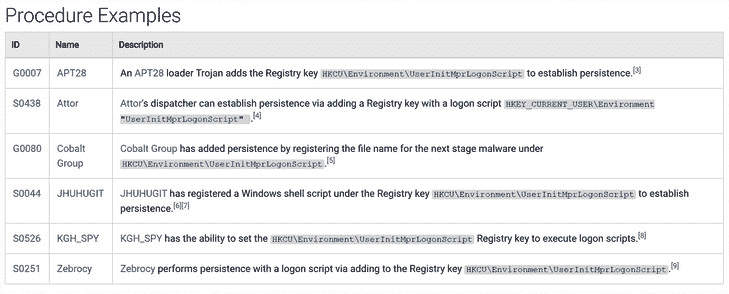 Procedure Examples
ID Name Description
G0007 APT28 An APT28 loader Trojan adds the Registry key HKCU\Environment\UserInitMprLogonScript to establish persistence.[3]
S0438 Attor Attor's dispatcher can establish persistence via adding a Registry key with a logon script HKEY_CURRENT_USER\Environment
"UserInitMprLogonScript" .[4]
G0080 Cobalt Cobalt Group has added persistence by registering the file name for the next stage malware under
Group HKCU\Environment\UserInitMprLogonScript.[5]
S0044 JHUHUGIT JHUHUGIT has registered a Windows shell script under the Registry key HKCU\Environment\UserInitMprLogonScript to establish
persistence.[6][7]
S0526 KGH_SPY KGH_SPY has the ability to set the HKCU\Environment\UserInitMprLogonScript Registry key to execute logon scripts.[8]
S0251 Zebrocy Zebrocy performs persistence with a logon script via adding to the Registry key HKCU\Environment\UserInitMprLogonScript.[9]